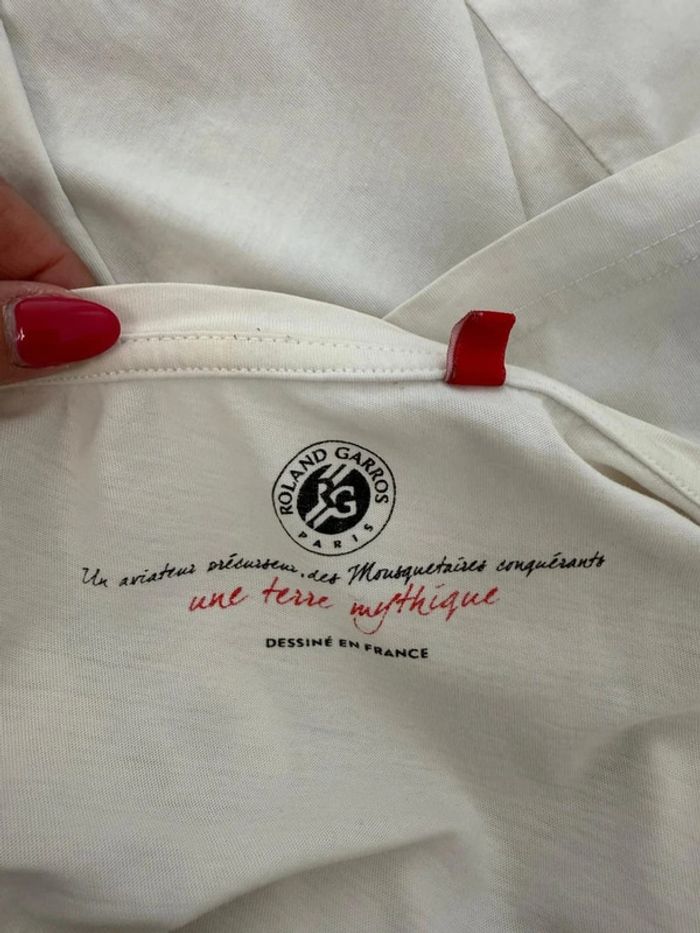 ROLAND GARROS
RG
PARIS
Un aviateur précurseur, des Mousquetaires conquérants
une terre mythique
DESSINÉ EN FRANCE